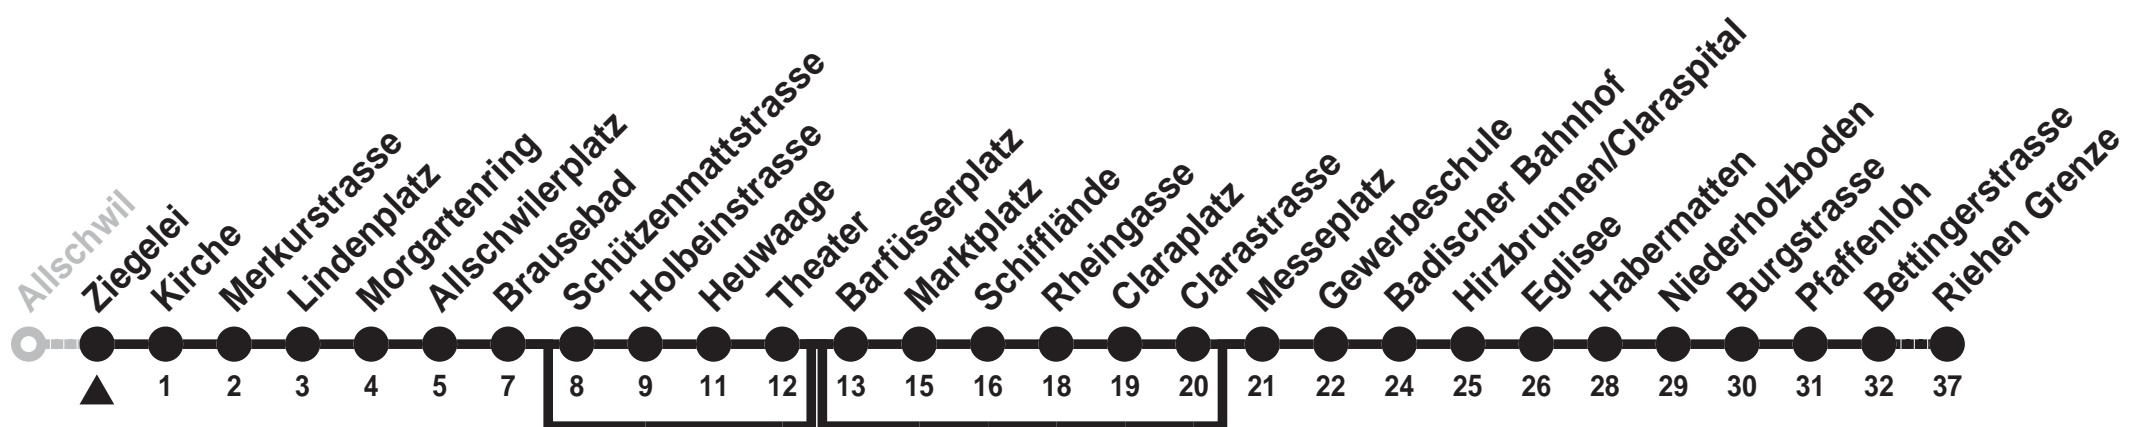 Allschwil
Ziegelei
Kirche
Merkurstrasse
Lindenplatz
Morgartenring
Allschwilerplatz
Brausebad
Schützenmattstrasse
Holbeinstrasse
Heuwaage
Theater
Barfüsserplatz
Marktplatz
Schifflände
Rheingasse
Claraplatz
Clarastrasse
Messeplatz
Gewerbeschule
Badischer Bahnhof
Hirzbrunnen/Claraspital
Eglisee
Habermatten
Niederholzboden
Burgstrasse
Pfaffenloh
Bettingerstrasse
Riehen Grenze
1 2 3 4 5 7 8 9 11 12 13 15 16 18 19 20 21 22 24 25 26 28 29 30 31 32 37